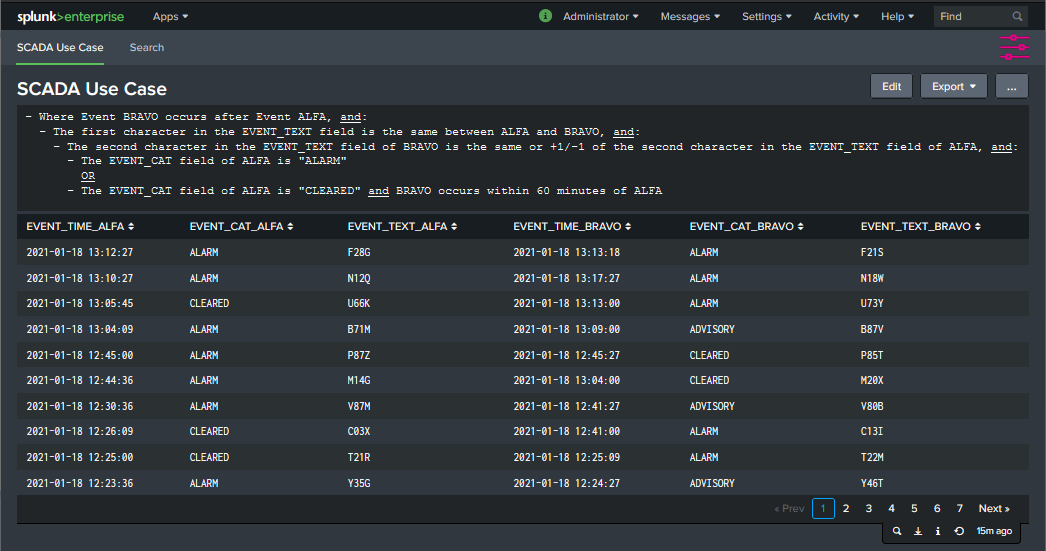 splunk>enterprise Apps Administrator Messages Settings Activity Help Find
SCADA Use Case Search
SCADA Use Case Edit Export ...
- Where Event BRAVO occurs after Event ALFA, and:
- The first character in the EVENT_TEXT field is the same between ALFA and BRAVO, and:
- The second character in the EVENT_TEXT field of BRAVO is the same or +1/-1 of the second character in the EVENT_TEXT field of ALFA, and:
- The EVENT_CAT field of ALFA is "ALARM"
OR
- The EVENT_CAT field of ALFA is "CLEARED" and BRAVO occurs within 60 minutes of ALFA
EVENT_TIME_ALFA EVENT_CAT_ALFA EVENT_TEXT_ALFA EVENT_TIME_BRAVO EVENT_CAT_BRAVO EVENT_TEXT_BRAVO
2021-01-18 13:12:27 ALARM F28G 2021-01-18 13:13:18 ALARM F21S
2021-01-18 13:10:27 ALARM N12Q 2021-01-18 13:17:27 ALARM N18W
2021-01-18 13:05:45 CLEARED U66K 2021-01-18 13:13:00 ALARM U73Y
2021-01-18 13:04:09 ALARM B71M 2021-01-18 13:09:00 ADVISORY B87V
2021-01-18 12:45:00 ALARM P87Z 2021-01-18 12:45:27 CLEARED P85T
2021-01-18 12:44:36 ALARM M14G 2021-01-18 13:04:00 CLEARED M20X
2021-01-18 12:30:36 ALARM V87M 2021-01-18 12:41:27 ADVISORY V80B
2021-01-18 12:26:09 CLEARED C03X 2021-01-18 12:41:00 ALARM C13I
2021-01-18 12:25:00 CLEARED T21R 2021-01-18 12:25:09 ALARM T22M
2021-01-18 12:23:36 ALARM Y35G 2021-01-18 12:24:27 ADVISORY Y46T
« Prev 1 2 3 4 5 6 7 Next »
15m ago